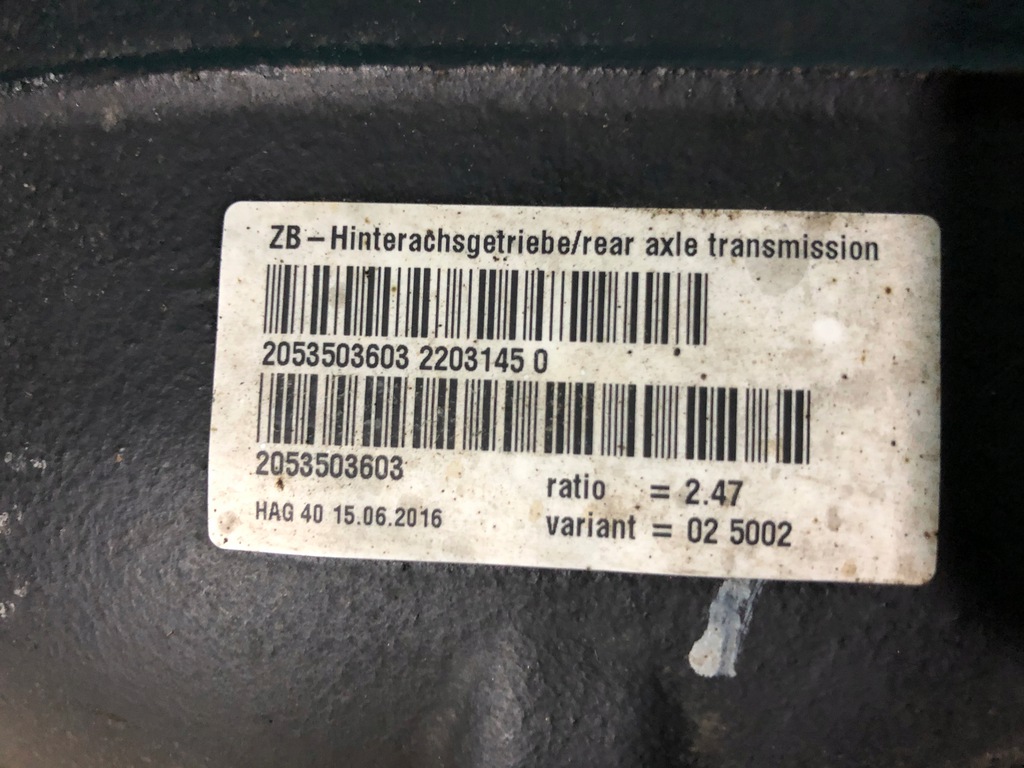 ZB – Hinterachsgetriebe/rear axle transmission
2053503603 2203145 0
2053503603
ratio = 2.47
HAG 40 15.06.2016
variant = 02 5002